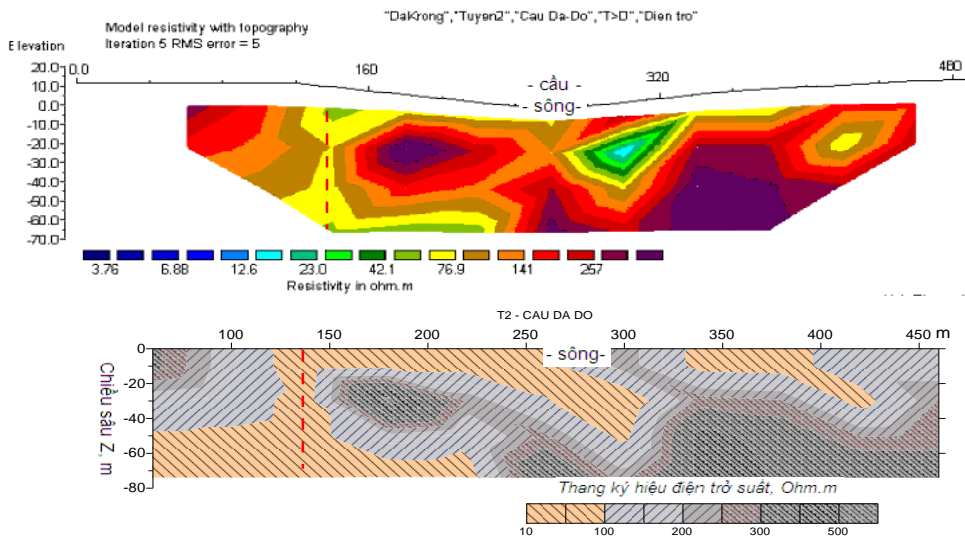 "DaKrong","Tuyen2","Cau Da-Do","T>D","Dien tro"
Model resistivity with topography
Iteration 5 RMS error = 5
Elevation
0.0 160 320 480
- cầu -
- sông-
20.0
10.0
0.0
-10.0
-20.0
-30.0
-40.0
-50.0
-60.0
-70.0
3.76 6.88 12.6 23.0 42.1 76.9 141 257
Resistivity in ohm.m
T2 - CAU DA DO
100 150 200 250 300 350 400 450 m
- sông-
0
-20
-40
-60
-80
Chiều sâu Z, m
Thang ký hiệu điện trở suất, Ohm.m
10 100 200 300 500